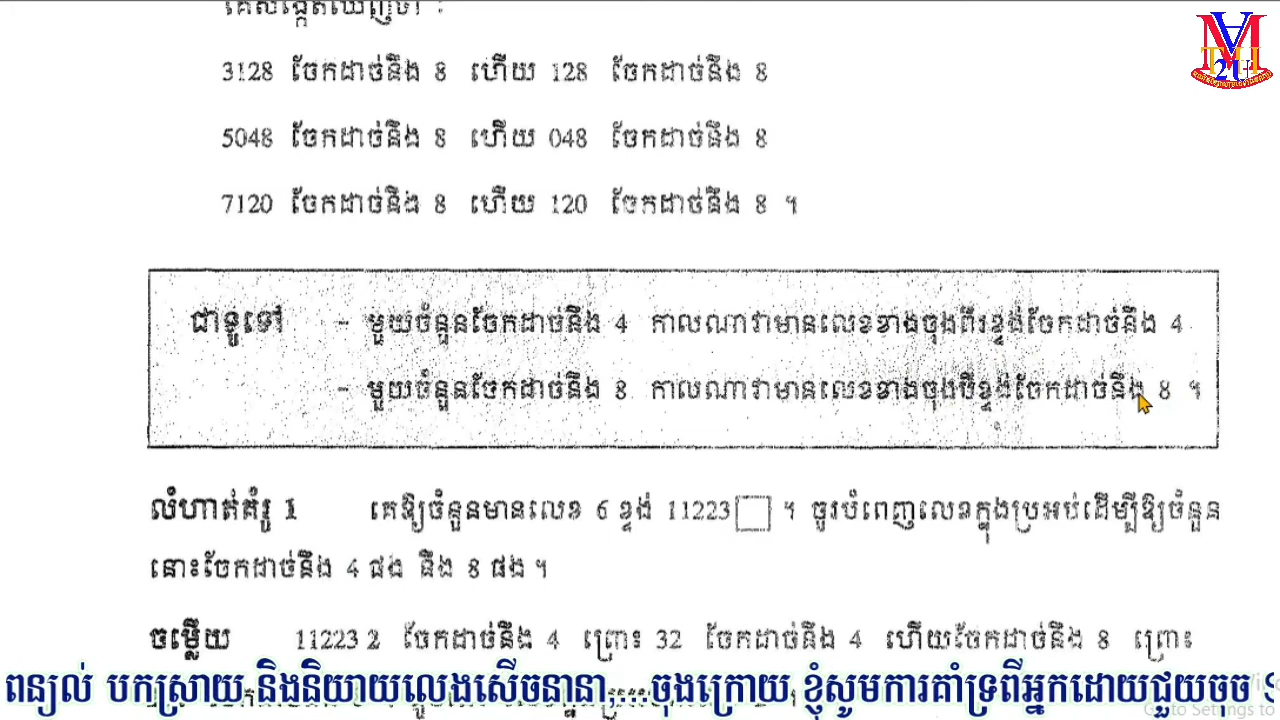 គេសង្កេតឃើញថា :
3128 ចែកដាច់នឹង 8 ហើយ 128 ចែកដាច់នឹង 8
5048 ចែកដាច់នឹង 8 ហើយ 048 ចែកដាច់នឹង 8
7120 ចែកដាច់នឹង 8 ហើយ 120 ចែកដាច់នឹង 8 ។
ជាទូទៅ - មួយចំនួនចែកដាច់នឹង 4 កាលណាវាមានលេខខាងចុងពីរខ្ទង់ចែកដាច់នឹង 4
- មួយចំនួនចែកដាច់នឹង 8 កាលណាវាមានលេខខាងចុងបីខ្ទង់ចែកដាច់នឹង 8 ។
លំហាត់គំរូ 1 គេឱ្យចំនួនមានលេខ 6 ខ្ទង់ 11223 ។ ចូរបំពេញលេខក្នុងប្រអប់ដើម្បីឱ្យចំនួន
នោះចែកដាច់នឹង 4 ផង និង 8 ផង ។
ចម្លើយ 11223 2 ចែកដាច់នឹង 4 ព្រោះ 32 ចែកដាច់នឹង 4 ហើយចែកដាច់នឹង 8 ព្រោះ
ពន្យល់ បកស្រាយ និងនិយាយលេងសើចនានា....ចុងក្រោយ ខ្ញុំសូមការគាំទ្រពីអ្នកដោយជួយចុច S
MATH
21